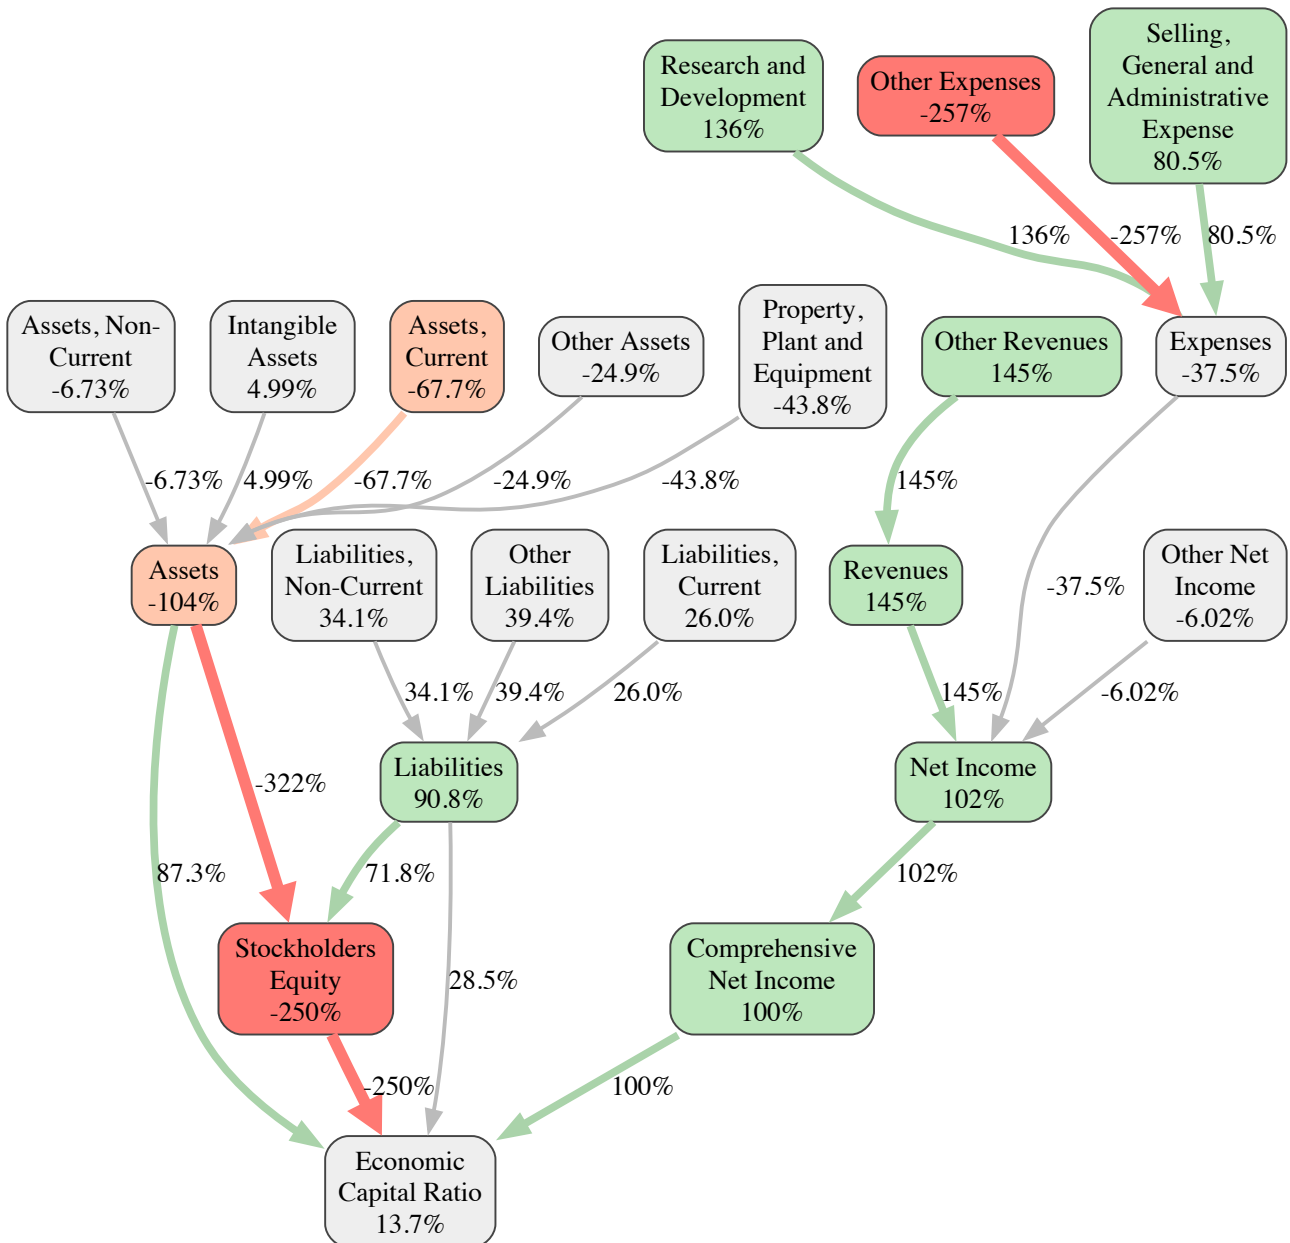 Research and
Development
136%
Other Expenses
-257%
Selling,
General and
Administrative
Expense
80.5%
136%
-257%
80.5%
Assets, Non-
Current
-6.73%
Intangible
Assets
4.99%
Assets,
Current
-67.7%
Other Assets
-24.9%
Property,
Plant and
Equipment
-43.8%
Other Revenues
145%
Expenses
-37.5%
-6.73%
4.99%
-67.7%
-24.9%
-43.8%
145%
Assets
-104%
Liabilities,
Non-Current
34.1%
Other
Liabilities
39.4%
Liabilities,
Current
26.0%
Revenues
145%
-37.5%
Other Net
Income
-6.02%
34.1%
39.4%
26.0%
145%
-6.02%
-322%
Liabilities
90.8%
Net Income
102%
87.3%
71.8%
102%
Stockholders
Equity
-250%
28.5%
Comprehensive
Net Income
100%
-250%
100%
Economic
Capital Ratio
13.7%